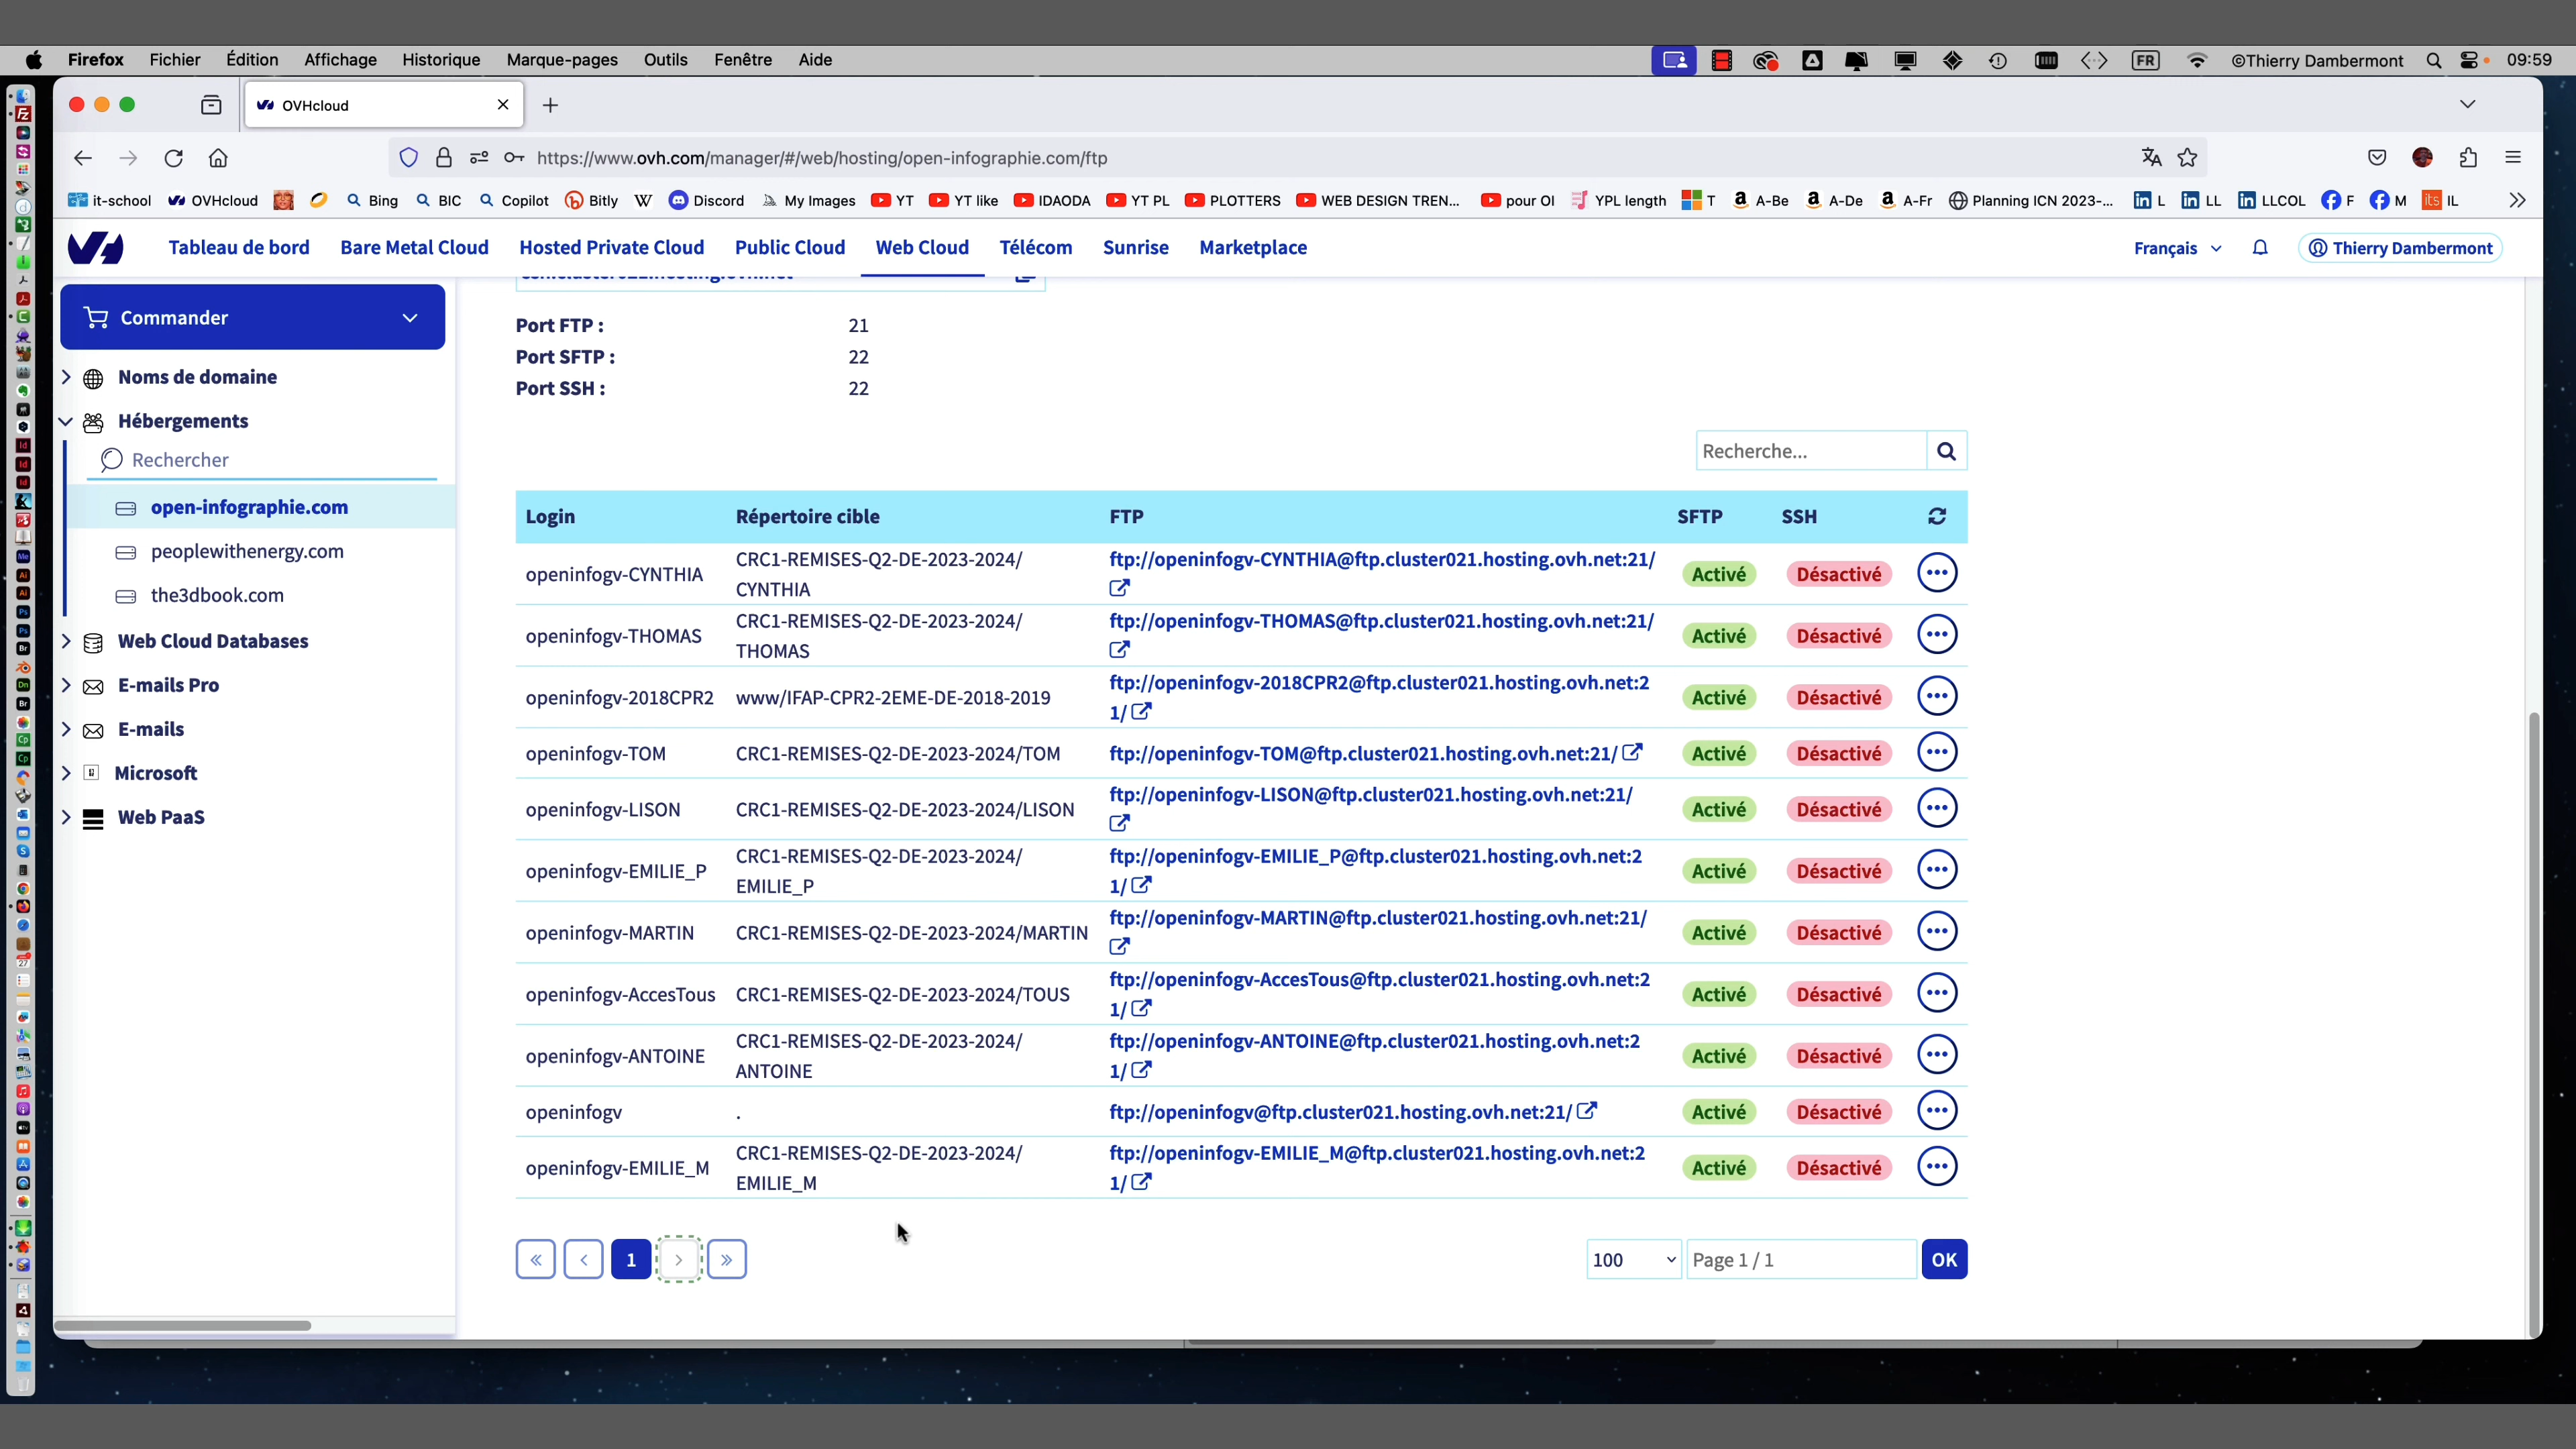 Firefox Fichier Édition Affichage Historique Marque-pages Outils Fenêtre Aide FR ©Thierry Dambermont 09:59
OVHcloud
https://www.ovh.com/manager/#/web/hosting/open-infographie.com/ftp
it-school OVHcloud Bing BIC Copilot Bitly W Discord My Images YT YT like IDAODA YT PL PLOTTERS WEB DESIGN TREN... pour OI YPL length T A-Be A-De A-Fr Planning ICN 2023-... L LL LLCOL F M IL
Tableau de bord Bare Metal Cloud Hosted Private Cloud Public Cloud Web Cloud Télécom Sunrise Marketplace Français Thierry Dambermont
Commander
Noms de domaine
Hébergements
Rechercher
open-infographie.com
peoplewithenergy.com
the3dbook.com
Web Cloud Databases
E-mails Pro
E-mails
Microsoft
Web PaaS
Port FTP : 21
Port SFTP : 22
Port SSH : 22
Recherche...
Login Répertoire cible FTP SFTP SSH
openinfogv-CYNTHIA CRC1-REMISES-Q2-DE-2023-2024/ ftp://openinfogv-CYNTHIA@ftp.cluster021.hosting.ovh.net:21/ Activé Désactivé
CYNTHIA
openinfogv-THOMAS CRC1-REMISES-Q2-DE-2023-2024/ ftp://openinfogv-THOMAS@ftp.cluster021.hosting.ovh.net:21/ Activé Désactivé
THOMAS
openinfogv-2018CPR2 www/IFAP-CPR2-2EME-DE-2018-2019 ftp://openinfogv-2018CPR2@ftp.cluster021.hosting.ovh.net:2 Activé Désactivé
1/
openinfogv-TOM CRC1-REMISES-Q2-DE-2023-2024/TOM ftp://openinfogv-TOM@ftp.cluster021.hosting.ovh.net:21/ Activé Désactivé
openinfogv-LISON CRC1-REMISES-Q2-DE-2023-2024/LISON ftp://openinfogv-LISON@ftp.cluster021.hosting.ovh.net:21/ Activé Désactivé
openinfogv-EMILIE_P CRC1-REMISES-Q2-DE-2023-2024/ ftp://openinfogv-EMILIE_P@ftp.cluster021.hosting.ovh.net:2 Activé Désactivé
EMILIE_P 1/
openinfogv-MARTIN CRC1-REMISES-Q2-DE-2023-2024/MARTIN ftp://openinfogv-MARTIN@ftp.cluster021.hosting.ovh.net:21/ Activé Désactivé
openinfogv-AccesTous CRC1-REMISES-Q2-DE-2023-2024/TOUS ftp://openinfogv-AccesTous@ftp.cluster021.hosting.ovh.net:2 Activé Désactivé
1/
openinfogv-ANTOINE CRC1-REMISES-Q2-DE-2023-2024/ ftp://openinfogv-ANTOINE@ftp.cluster021.hosting.ovh.net:2 Activé Désactivé
ANTOINE 1/
openinfogv . ftp://openinfogv@ftp.cluster021.hosting.ovh.net:21/ Activé Désactivé
openinfogv-EMILIE_M CRC1-REMISES-Q2-DE-2023-2024/ ftp://openinfogv-EMILIE_M@ftp.cluster021.hosting.ovh.net:2 Activé Désactivé
EMILIE_M 1/
« ‹ 1 › » 100 Page 1 / 1 OK